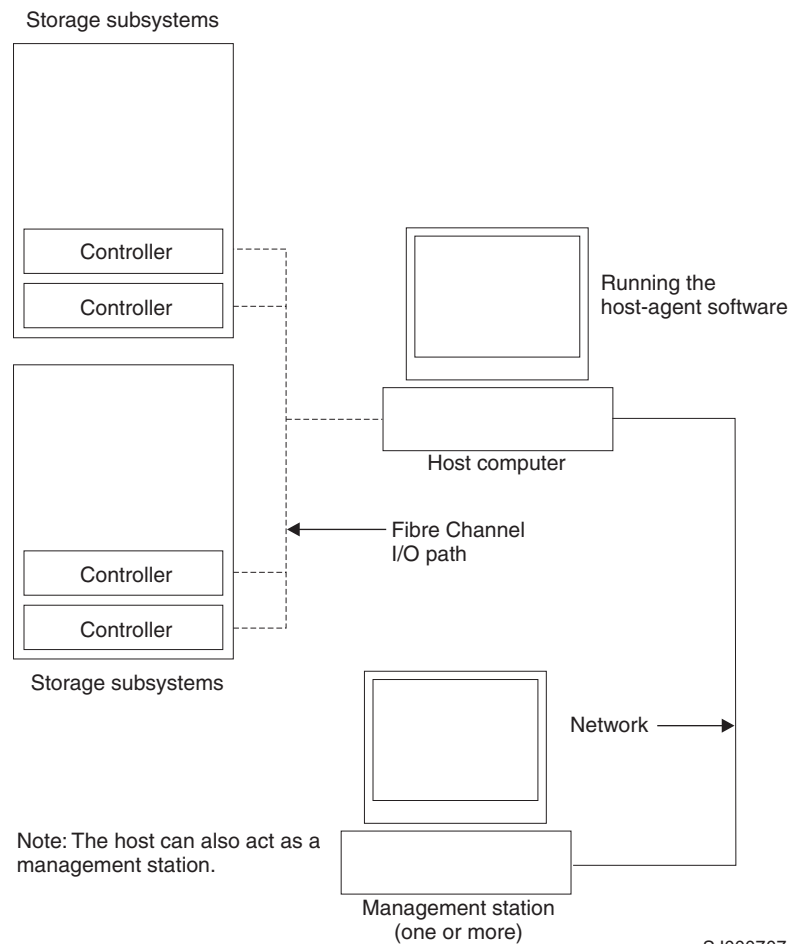 Storage subsystems
Controller
Controller
Running the
host-agent software
Host computer
Fibre Channel
I/O path
Controller
Controller
Storage subsystems
Network
Note: The host can also act as a
management station.
Management station
(one or more)